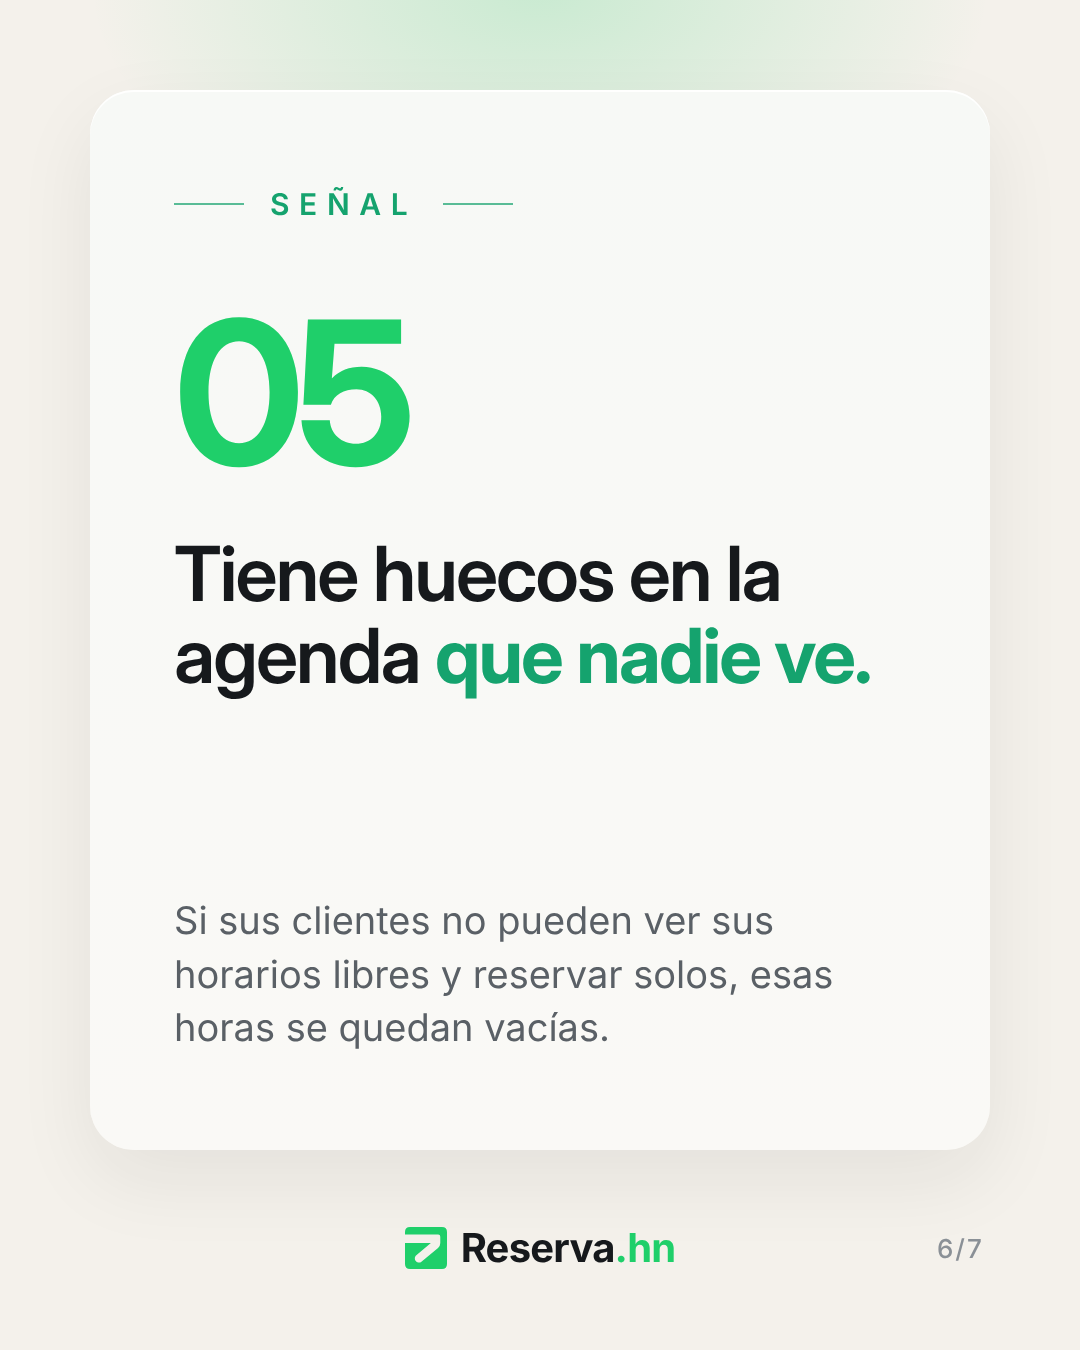 SEÑAL
05
Tiene huecos en la
agenda que nadie ve.
Si sus clientes no pueden ver sus
horarios libres y reservar solos, esas
horas se quedan vacías.
Reserva.hn
6/7